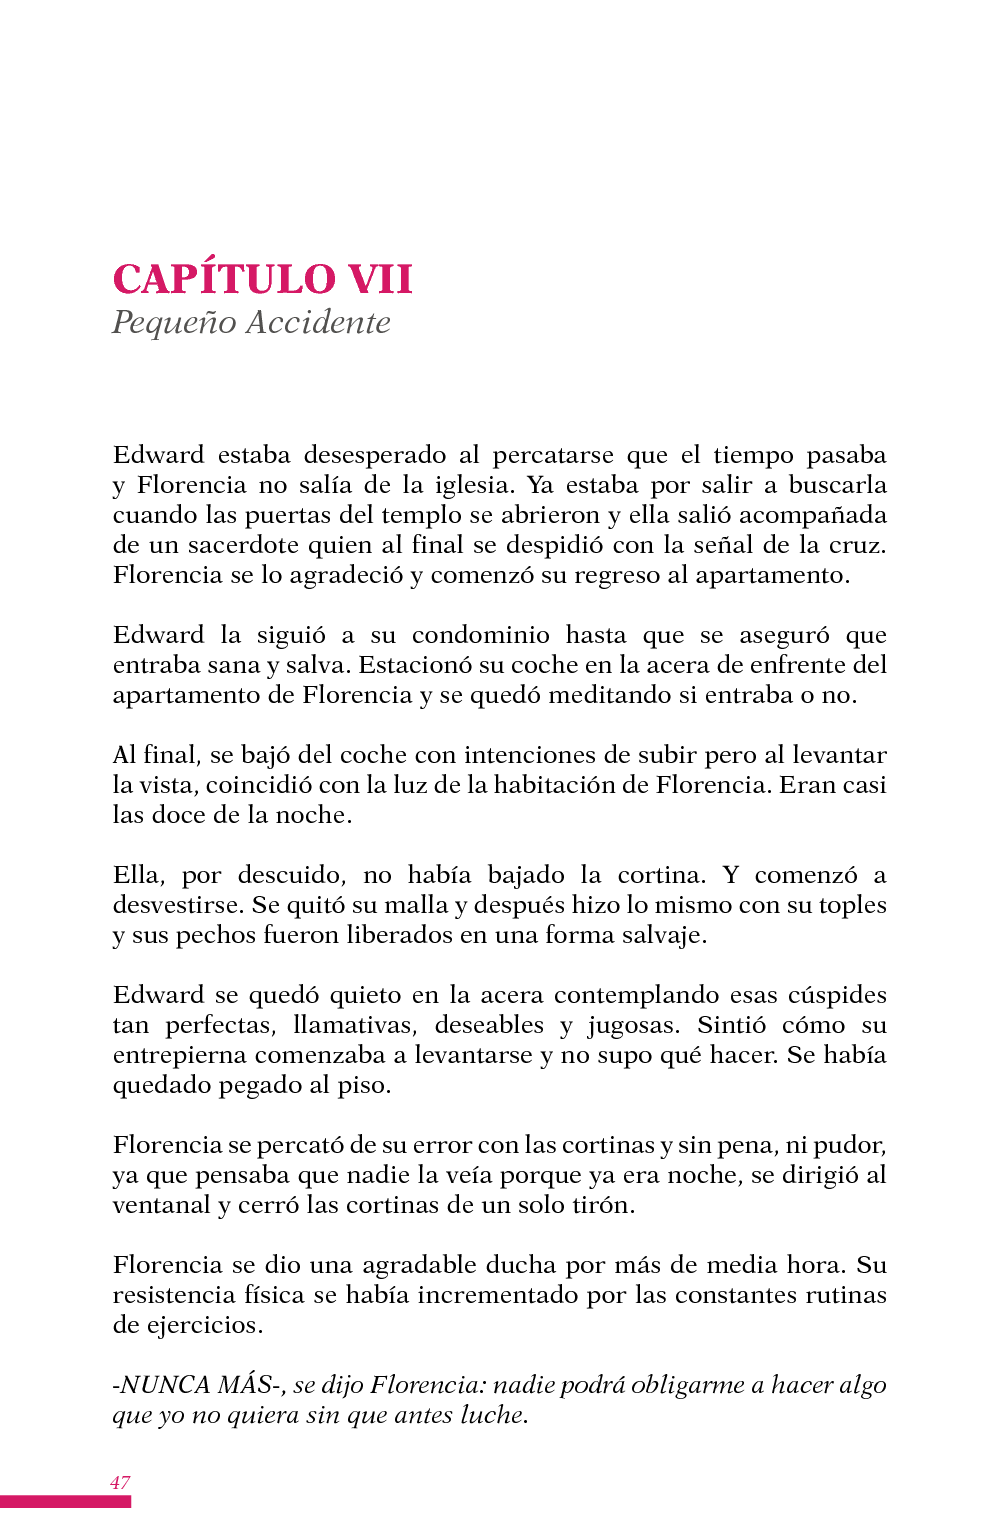 CAPÍTULO VII
Pequeño Accidente
Edward estaba desesperado al percatarse que el tiempo pasaba
y Florencia no salía de la iglesia. Ya estaba por salir a buscarla
cuando las puertas del templo se abrieron y ella salió acompañada
de un sacerdote quien al final se despidió con la señal de la cruz.
Florencia se lo agradeció y comenzó su regreso al apartamento.
Edward la siguió a su condominio hasta que se aseguró que
entraba sana y salva. Estacionó su coche en la acera de enfrente del
apartamento de Florencia y se quedó meditando si entraba o no.
Al final, se bajó del coche con intenciones de subir pero al levantar
la vista, coincidió con la luz de la habitación de Florencia. Eran casi
las doce de la noche.
Ella, por descuido, no había bajado la cortina. Y comenzó a
desvestirse. Se quitó su malla y después hizo lo mismo con su toples
y sus pechos fueron liberados en una forma salvaje.
Edward se quedó quieto en la acera contemplando esas cúspides
tan perfectas, llamativas, deseables y jugosas. Sintió cómo su
entrepierna comenzaba a levantarse y no supo qué hacer. Se había
quedado pegado al piso.
Florencia se percató de su error con las cortinas y sin pena, ni pudor,
ya que pensaba que nadie la veía porque ya era noche, se dirigió al
ventanal y cerró las cortinas de un solo tirón.
Florencia se dio una agradable ducha por más de media hora. Su
resistencia física se había incrementado por las constantes rutinas
de ejercicios.
-NUNCA MÁS-, se dijo Florencia: nadie podrá obligarme a hacer algo
que yo no quiera sin que antes luche.
47